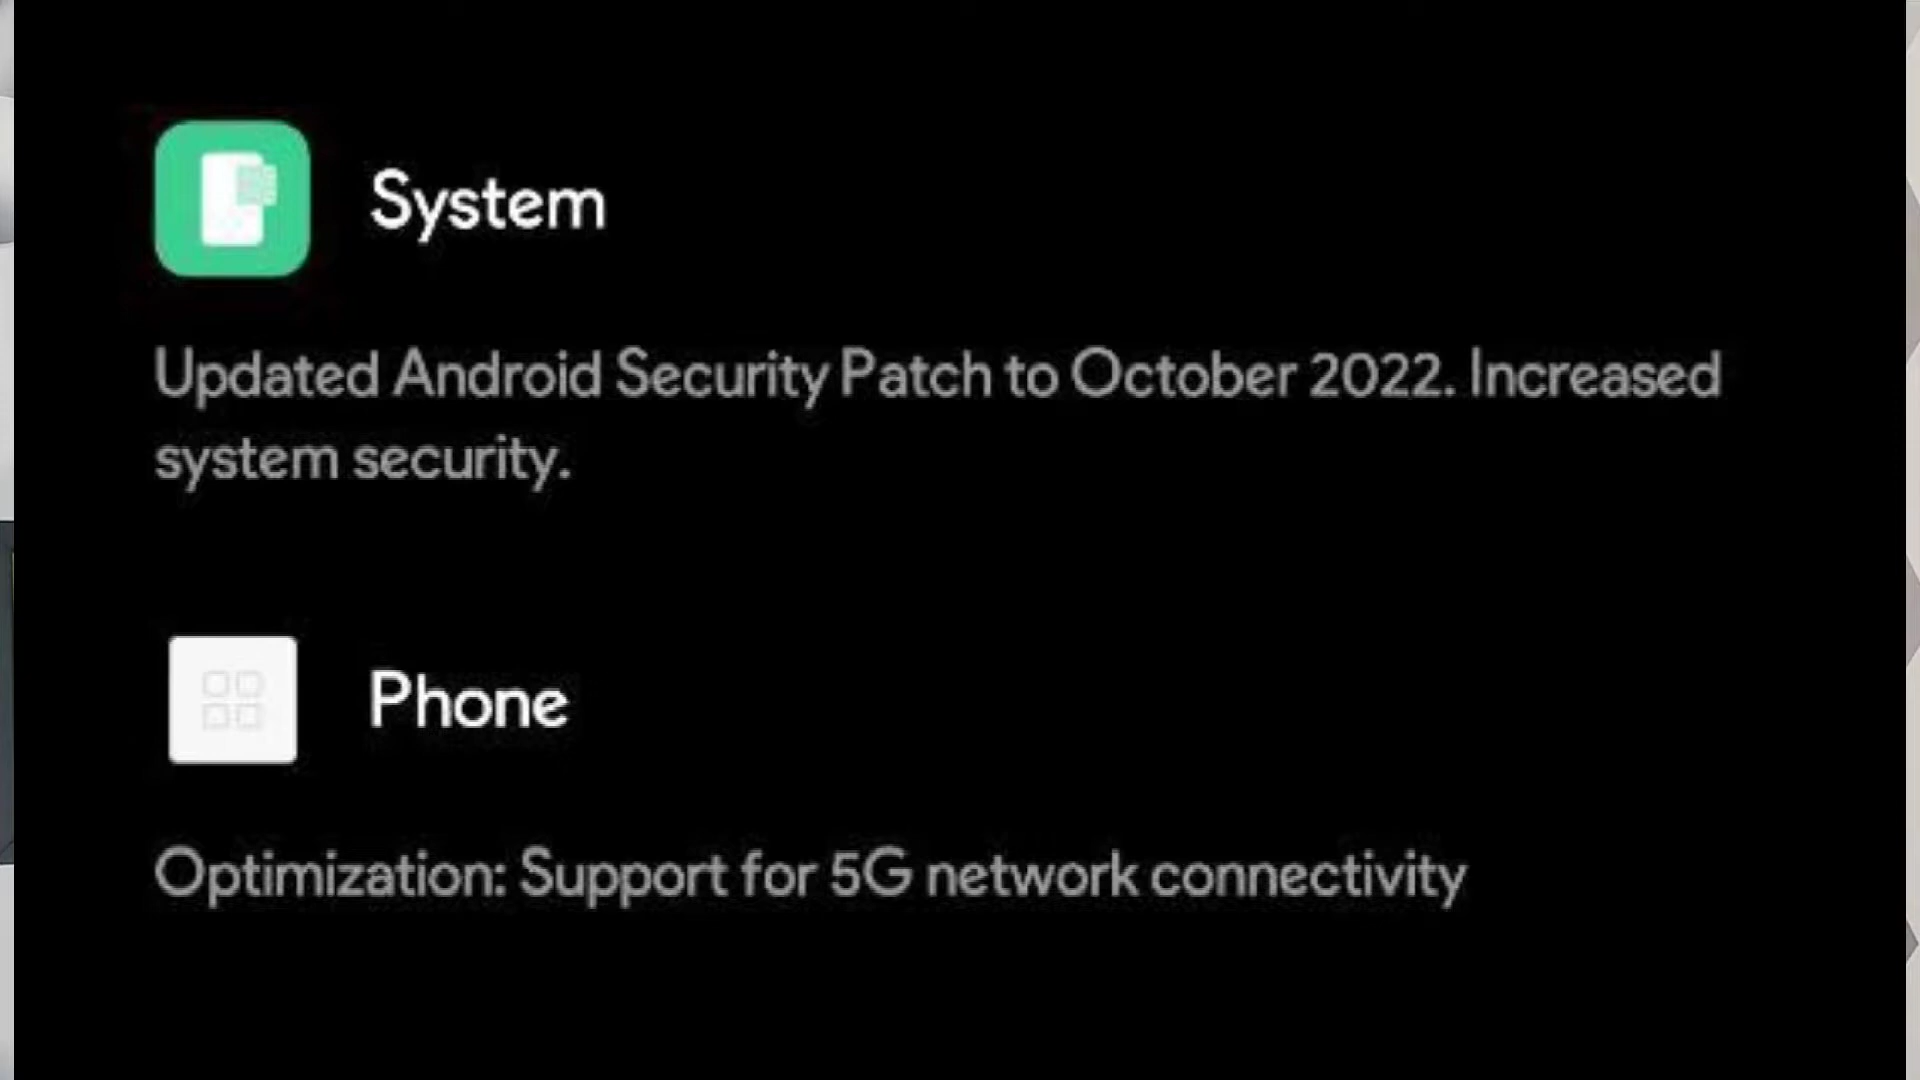 System
Updated Android Security Patch to October 2022. Increased
system security.
Phone
Optimization: Support for 5G network connectivity